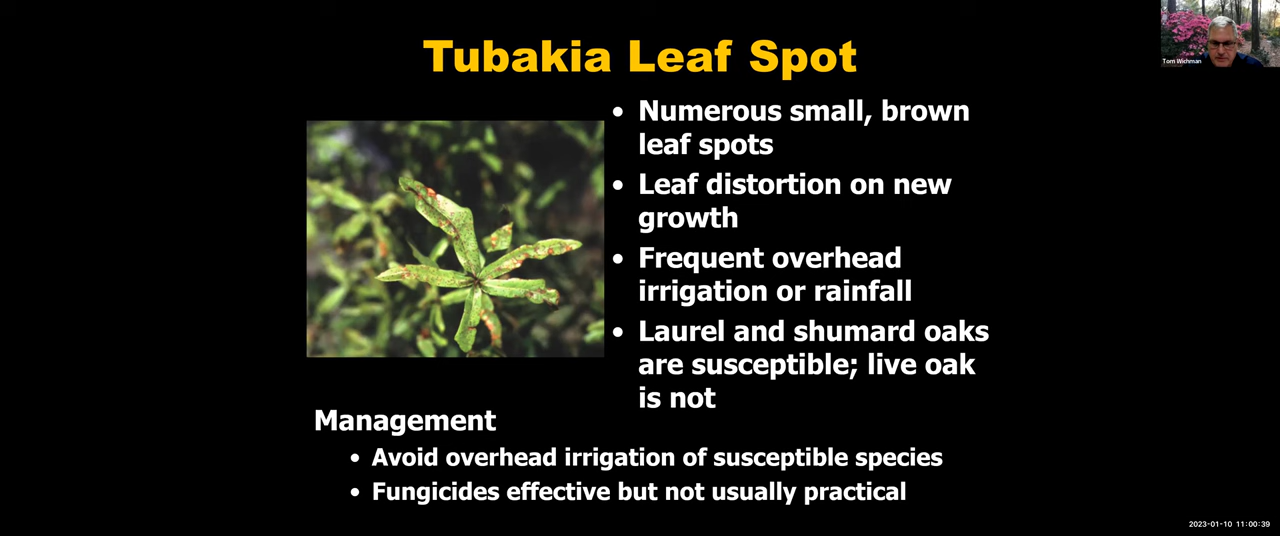 Tubakia Leaf Spot
Tom Wichman
• Numerous small, brown
leaf spots
• Leaf distortion on new
growth
• Frequent overhead
irrigation or rainfall
• Laurel and shumard oaks
are susceptible; live oak
is not
Management
• Avoid overhead irrigation of susceptible species
• Fungicides effective but not usually practical
2023-01-10 11:00:39